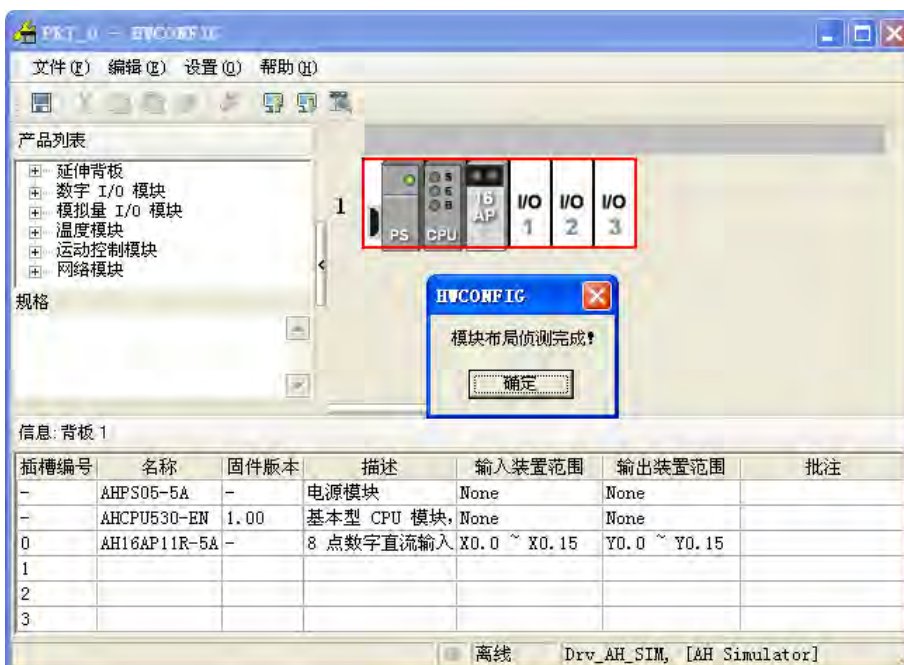 PRJ_0 - HWCONFIG
文件(F) 编辑(E) 设置(O) 帮助(H)
产品列表
延伸背板
数字 I/O 模块
模拟量 I/O 模块
温度模块
运动控制模块
网络模块
规格
1
PS CPU 16 AP I/O 1 I/O 2 I/O 3
HWCONFIG
模块布局侦测完成!
确定
信息:背板 1
插槽编号 名称 固件版本 描述 输入装置范围 输出装置范围 批注
- AHPS05-5A - 电源模块 None None
- AHCPU530-EN 1.00 基本型 CPU 模块, None None
0 AH16AP11R-5A - 8 点数字直流输入 X0.0 ~ X0.15 Y0.0 ~ Y0.15
1
2
3
离线 Drv_AH_SIM, [AH Simulator]